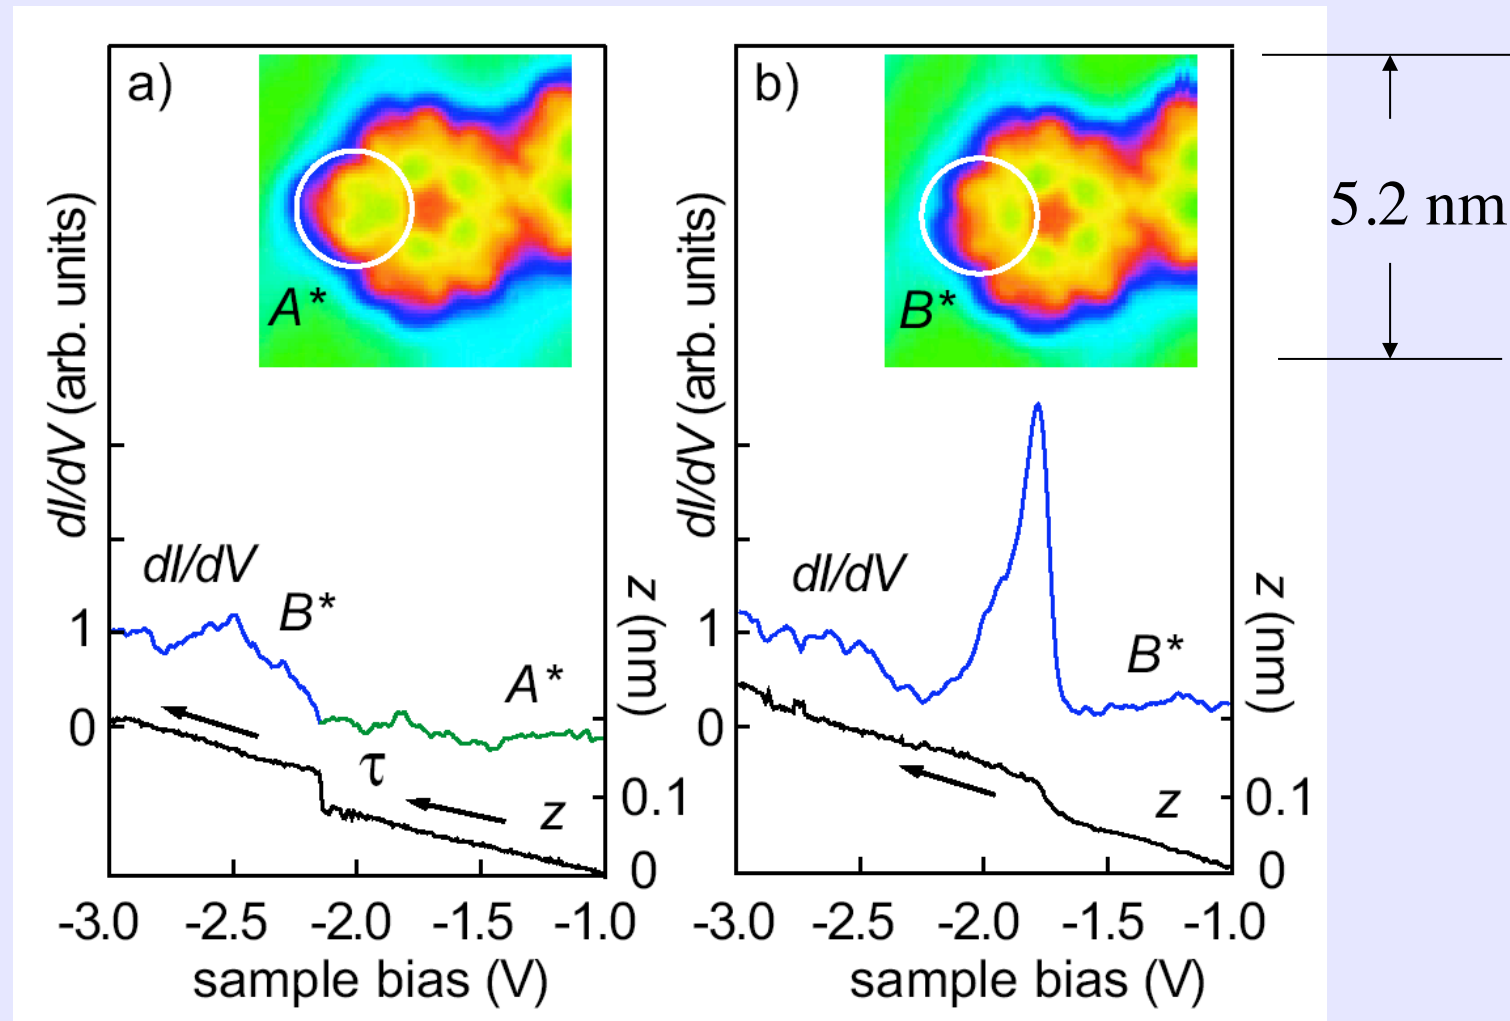 a)
A*
dI/dV (arb. units)
dI/dV
B*
A*
1
0
τ
z
z (nm)
0.1
0
-3.0 -2.5 -2.0 -1.5 -1.0
sample bias (V)
b)
B*
dI/dV (arb. units)
dI/dV
B*
1
0
z
z (nm)
0.1
0
-3.0 -2.5 -2.0 -1.5 -1.0
sample bias (V)
5.2 nm